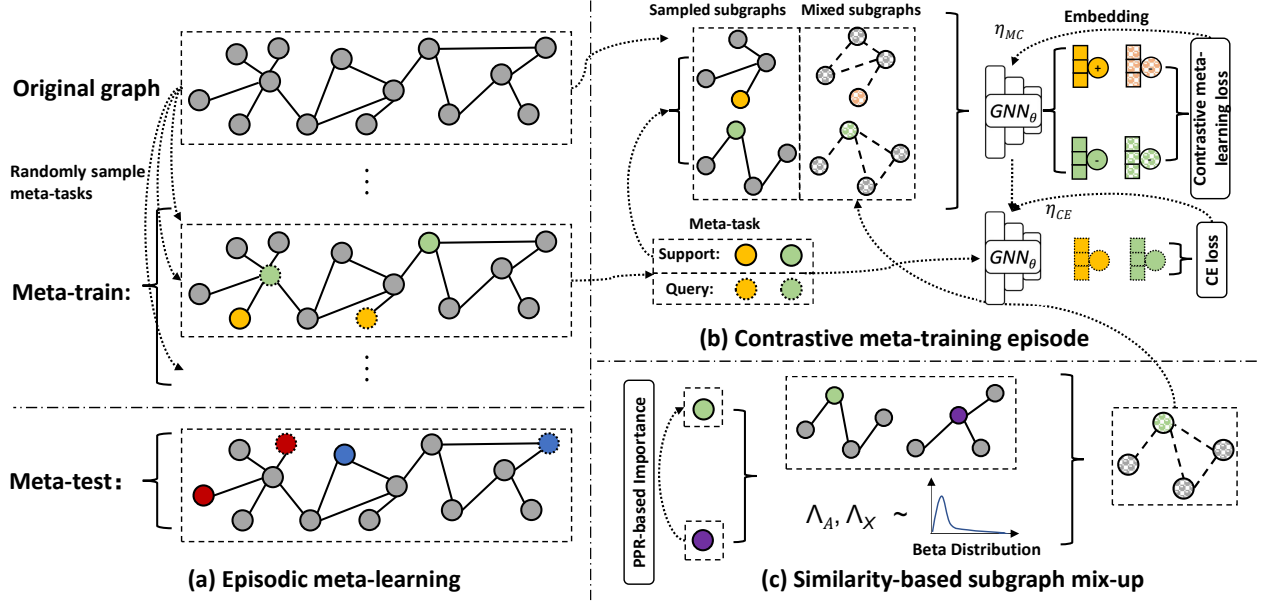 Original graph
Randomly sample
meta-tasks
Meta-train:
Meta-test:
(a) Episodic meta-learning
Sampled subgraphs
Mixed subgraphs
Meta-task
Support:
Query:
η_MC
Embedding
GNN_θ
+
-
-
-
Contrastive meta-
learning loss
η_CE
GNN_θ
CE loss
(b) Contrastive meta-training episode
PPR-based Importance
Λ_A, Λ_X ~
Beta Distribution
(c) Similarity-based subgraph mix-up